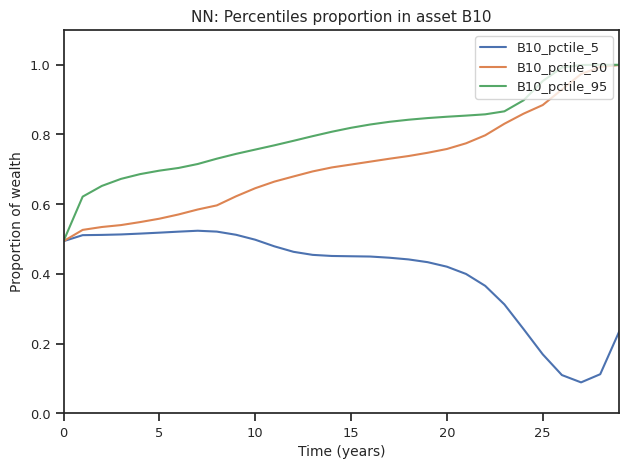 NN: Percentiles proportion in asset B10
B10_pctile_5
B10_pctile_50
B10_pctile_95
Proportion of wealth
1.0
0.8
0.6
0.4
0.2
0.0
0 5 10 15 20 25
Time (years)